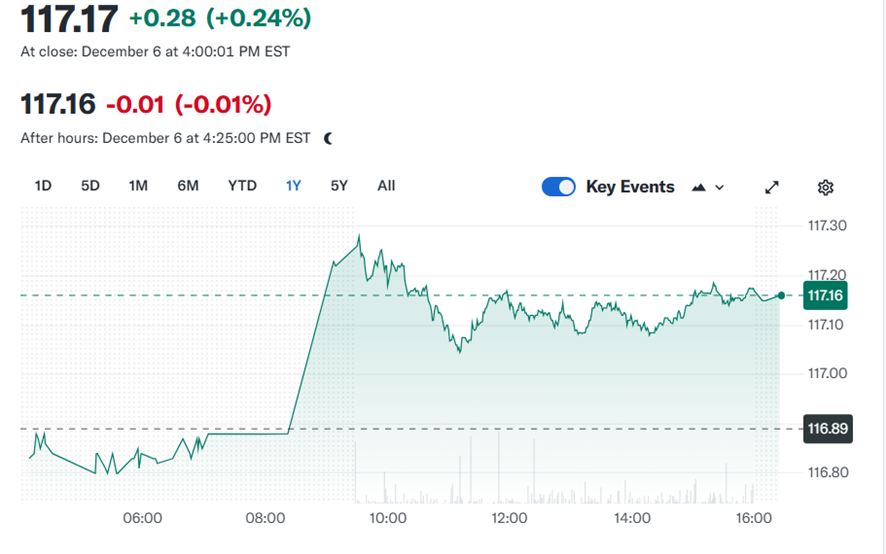 117.17 +0.28 (+0.24%)
At close: December 6 at 4:00:01 PM EST
117.16 -0.01 (-0.01%)
After hours: December 6 at 4:25:00 PM EST
1D 5D 1M 6M YTD 1Y 5Y All Key Events
117.30
117.20
117.16
117.10
117.00
116.89
116.80
06:00 08:00 10:00 12:00 14:00 16:00